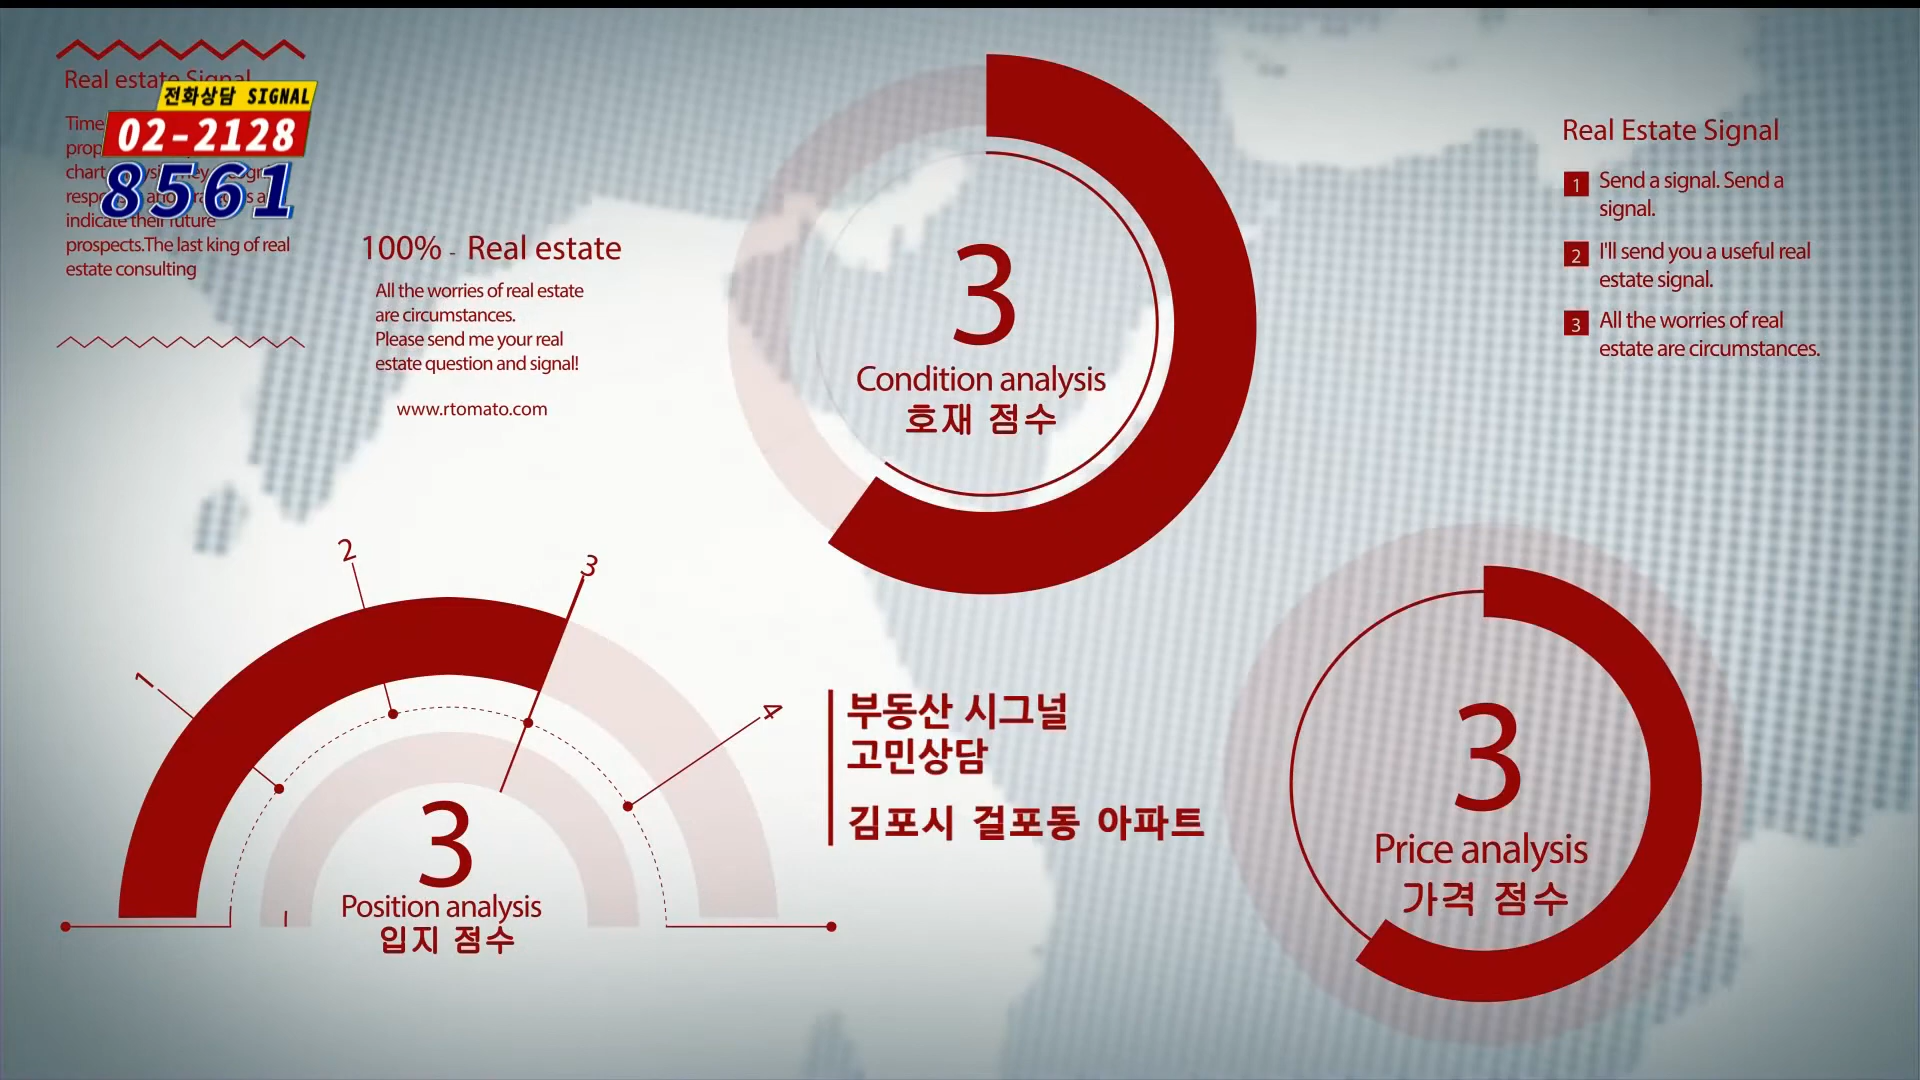 Real estate Signal
전화상담 SIGNAL
02-2128
8561
Time
indicate their future
prospects.The last king of real
estate consulting
100% - Real estate
All the worries of real estate
are circumstances.
Please send me your real
estate question and signal!
www.rtomato.com
3
Condition analysis
호재 점수
Real Estate Signal
1 Send a signal. Send a
signal.
2 I'll send you a useful real
estate signal.
3 All the worries of real
estate are circumstances.
1
2
3
4
3
Position analysis
입지 점수
부동산 시그널
고민상담
김포시 걸포동 아파트
3
Price analysis
가격 점수